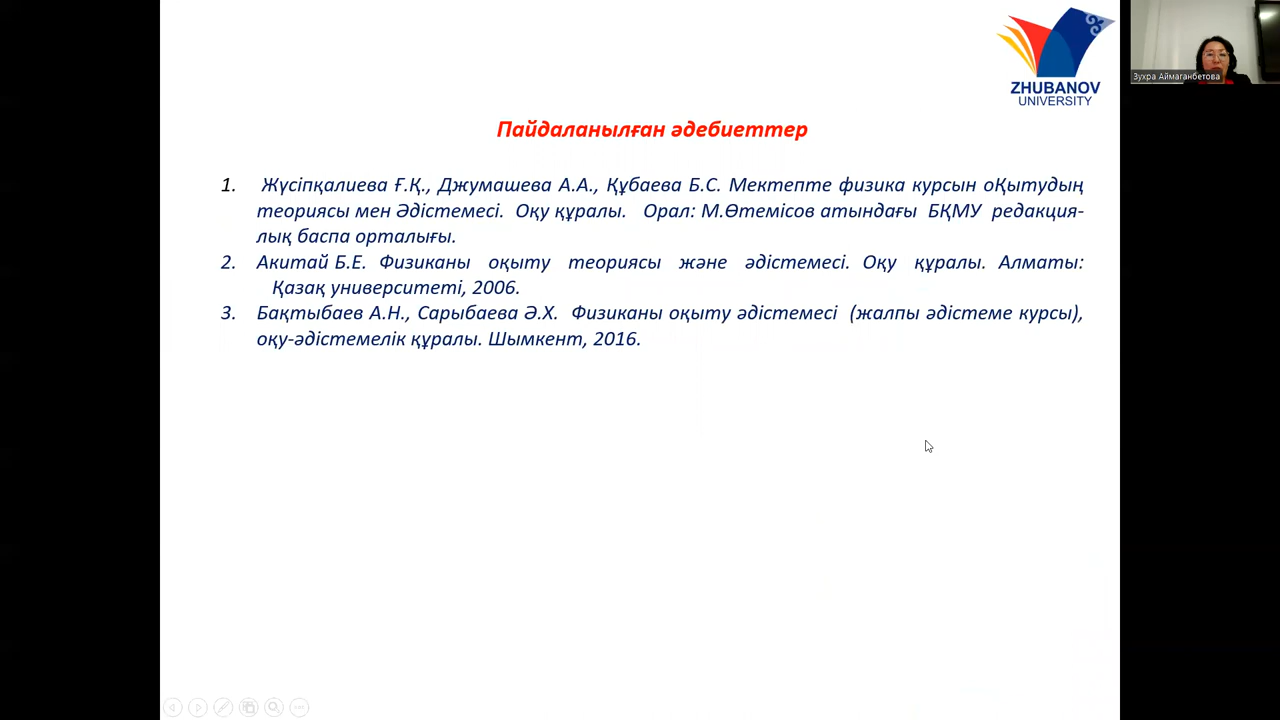 ZHUBANOV
UNIVERSITY
Зухра Аймаганбетова
Пайдаланылған әдебиеттер
1. Жүсіпқалиева Ғ.Қ., Джумашева А.А., Құбаева Б.С. Мектепте физика курсын оҚытудың
теориясы мен Әдістемесі. Оқу құралы. Орал: М.Өтемісов атындағы БҚМУ редакция-
лық баспа орталығы.
2. Акитай Б.Е. Физиканы оқыту теориясы және әдістемесі. Оқу құралы. Алматы:
Қазақ университеті, 2006.
3. Бақтыбаев А.Н., Сарыбаева Ә.Х. Физиканы оқыту әдістемесі (жалпы әдістеме курсы),
оқу-әдістемелік құралы. Шымкент, 2016.